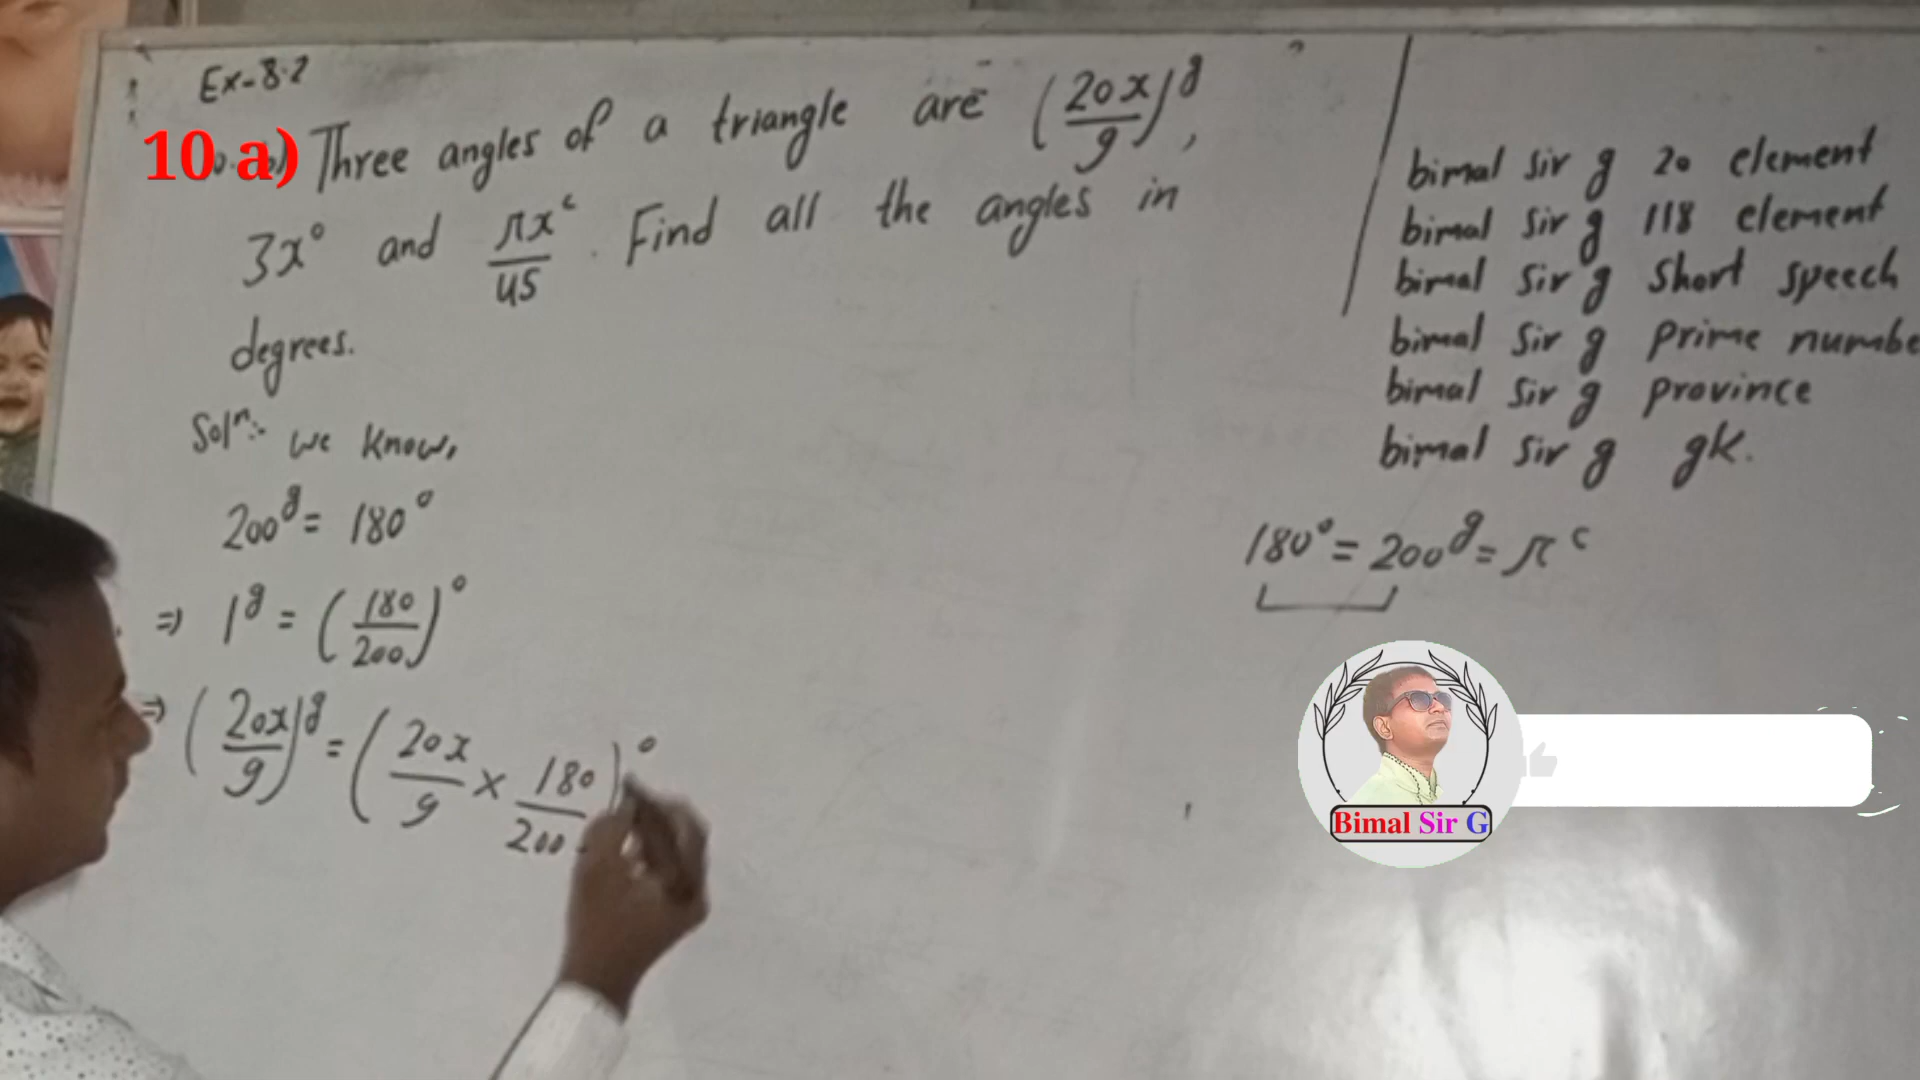 Ex-8.2
10 a) Three angles of a triangle are (20x/9)^g,
3x° and πx^c/45. Find all the angles in
degrees.
Solⁿ:- we know,
200^g = 180°
⇒ 1^g = (180/200)°
⇒ (20x/9)^g = (20x/9 × 180/200)°
bimal sir g 20 element
bimal sir g 118 element
bimal sir g short speech
bimal sir g prime numbe
bimal sir g province
bimal sir g gk.
180° = 200^g = π^c
Bimal Sir G